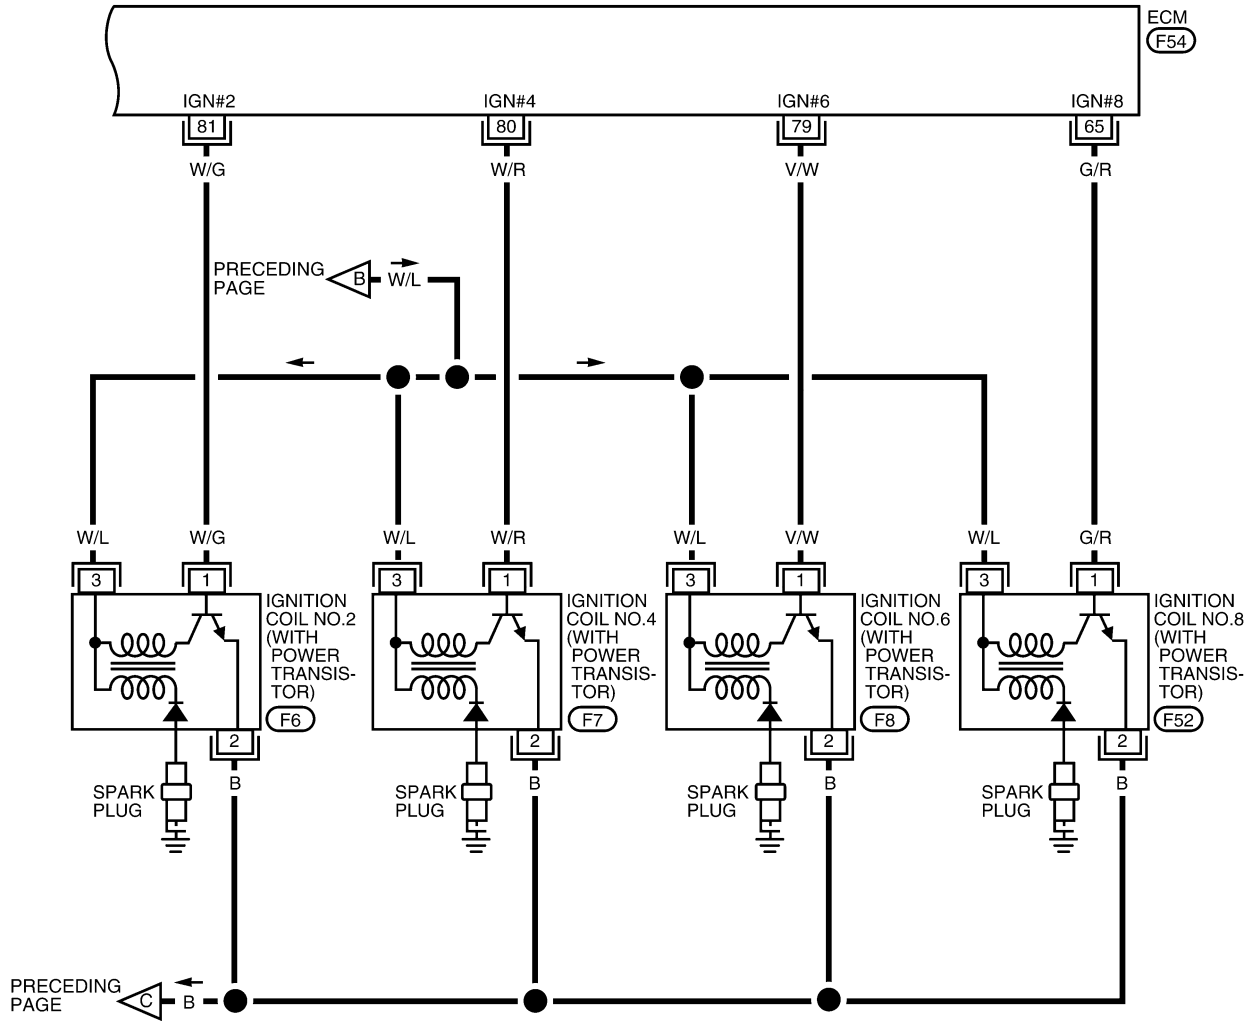 ECM
F54
IGN#2 IGN#4 IGN#6 IGN#8
81 80 79 65
W/G W/R V/W G/R
PRECEDING
PAGE
B W/L
W/L W/G W/L W/R W/L V/W W/L G/R
3 1 3 1 3 1 3 1
IGNITION
COIL NO.2
(WITH
POWER
TRANSIS-
TOR)
F6
IGNITION
COIL NO.4
(WITH
POWER
TRANSIS-
TOR)
F7
IGNITION
COIL NO.6
(WITH
POWER
TRANSIS-
TOR)
F8
IGNITION
COIL NO.8
(WITH
POWER
TRANSIS-
TOR)
F52
2 2 2 2
B B B B
SPARK
PLUG
SPARK
PLUG
SPARK
PLUG
SPARK
PLUG
PRECEDING
PAGE
C B